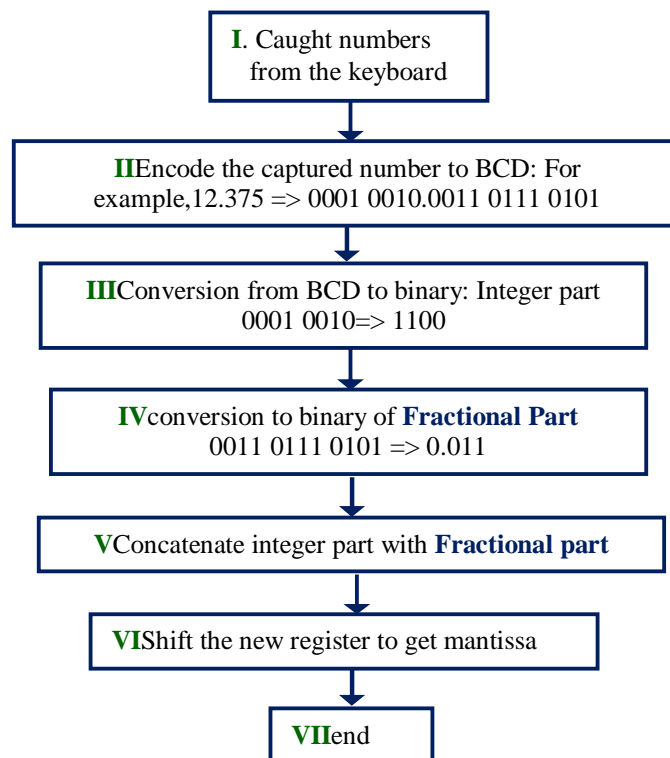 I. Caught numbers
from the keyboard
IIEncode the captured number to BCD: For
example,12.375 => 0001 0010.0011 0111 0101
IIIConversion from BCD to binary: Integer part
0001 0010=> 1100
IVconversion to binary of Fractional Part
0011 0111 0101 => 0.011
VConcatenate integer part with Fractional part
VIShift the new register to get mantissa
VIIend